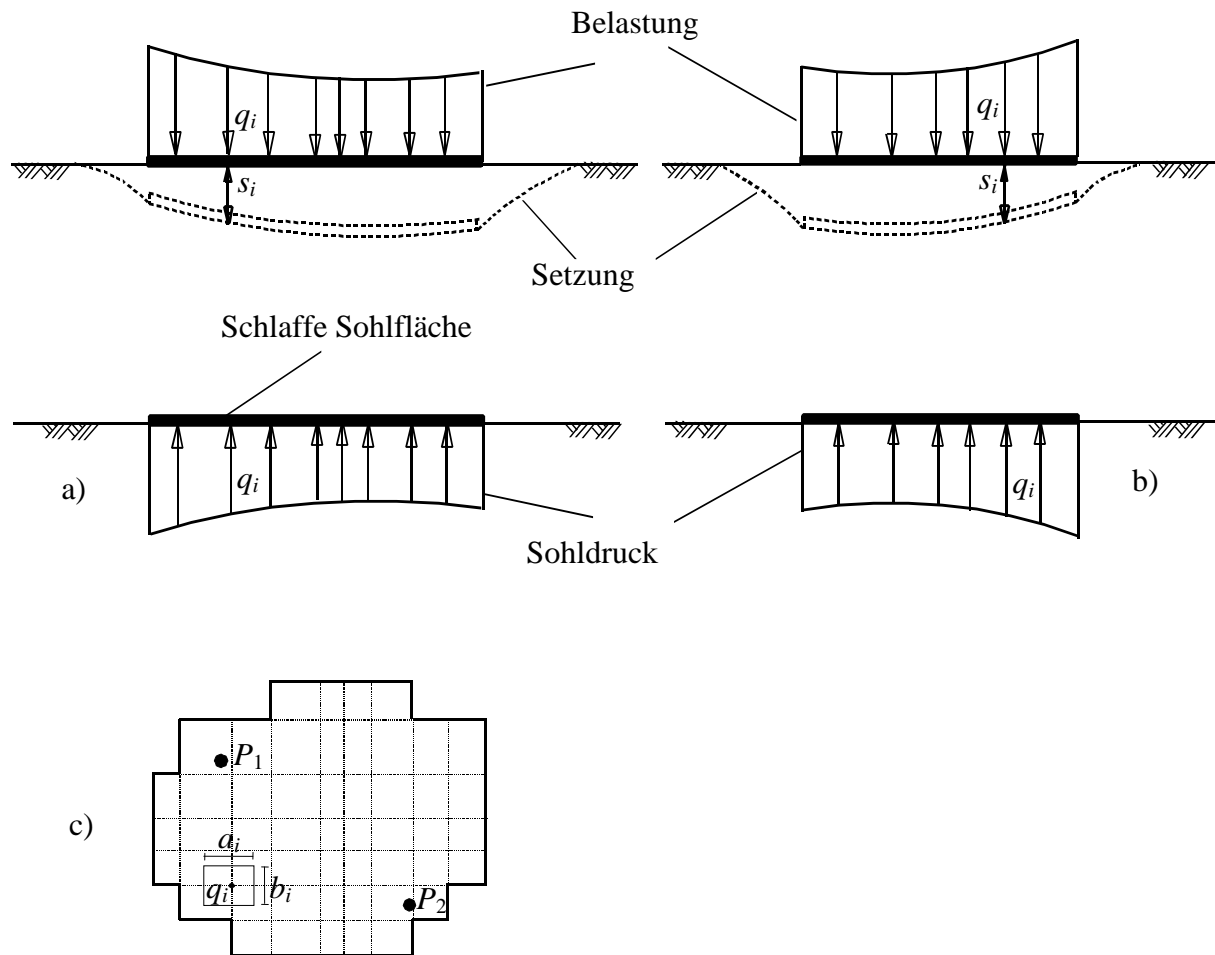 Belastung
q_i
q_i
s_i
s_i
Setzung
Schlaffe Sohlfläche
a)
q_i
q_i
b)
Sohldruck
P_1
c)
a_i
q_i
b_i
P_2